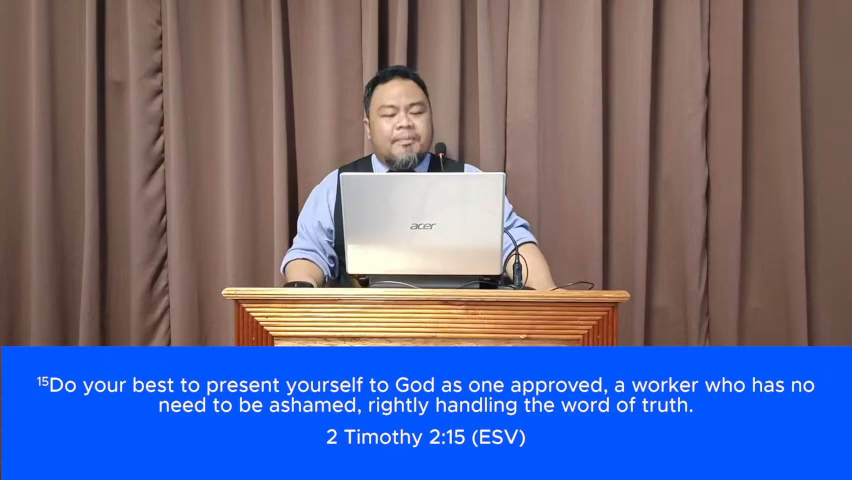 acer
¹⁵Do your best to present yourself to God as one approved, a worker who has no
need to be ashamed, rightly handling the word of truth.
2 Timothy 2:15 (ESV)